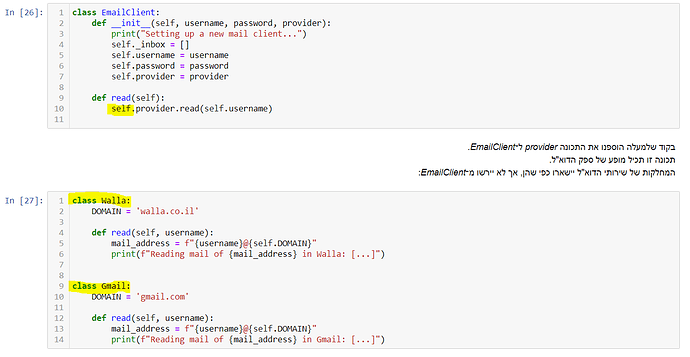 In [26]:
1 class EmailClient:
2     def __init__(self, username, password, provider):
3         print("Setting up a new mail client...")
4         self._inbox = []
5         self.username = username
6         self.password = password
7         self.provider = provider
8
9     def read(self):
10         self.provider.read(self.username)
11
בקוד שלמעלה הוספנו את התכונה provider ל־EmailClient.
תכונה זו תכיל מופע של ספק הדוא"ל.
המחלקות של שירותי הדוא"ל יישארו כפי שהן, אך לא יירשו מ־EmailClient:
In [27]:
1 class Walla:
2     DOMAIN = 'walla.co.il'
3
4     def read(self, username):
5         mail_address = f"{username}@{self.DOMAIN}"
6         print(f"Reading mail of {mail_address} in Walla: [...]")
7
8
9 class Gmail:
10     DOMAIN = 'gmail.com'
11
12     def read(self, username):
13         mail_address = f"{username}@{self.DOMAIN}"
14         print(f"Reading mail of {mail_address} in Gmail: [...]")